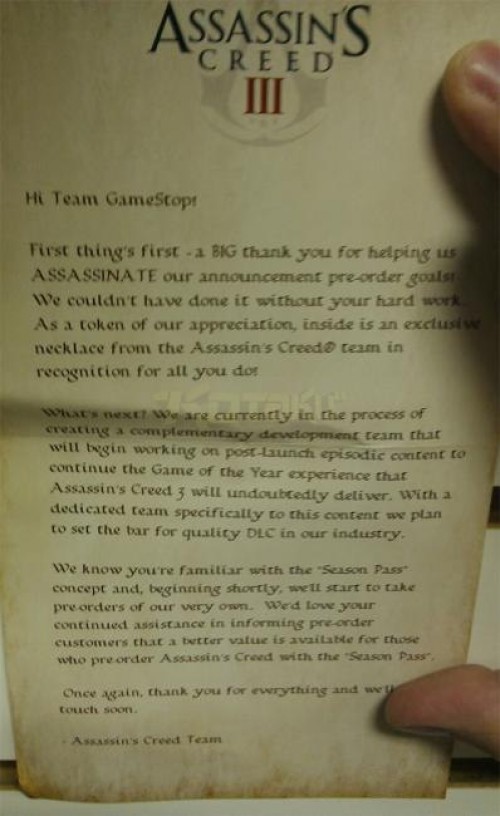 ASSASSIN'S
CREED
III
Hi Team GameStop!
First thing's first - a BIG thank you for helping us
ASSASSINATE our announcement pre-order goals!
We couldn't have done it without your hard work.
As a token of our appreciation, inside is an exclusive
necklace from the Assassin's Creed® team in
recognition for all you do!
What's next? We are currently in the process of
creating a complementary development team that
will begin working on post-launch episodic content to
continue the Game of the Year experience that
Assassin's Creed 3 will undoubtedly deliver. With a
dedicated team specifically to this content we plan
to set the bar for quality DLC in our industry.
We know you're familiar with the "Season Pass"
concept and, beginning shortly, we'll start to take
pre-orders of our very own. We'd love your
continued assistance in informing pre-order
customers that a better value is available for those
who pre-order Assassin's Creed with the "Season Pass".
Once again, thank you for everything and we'll
touch soon.
- Assassin's Creed Team